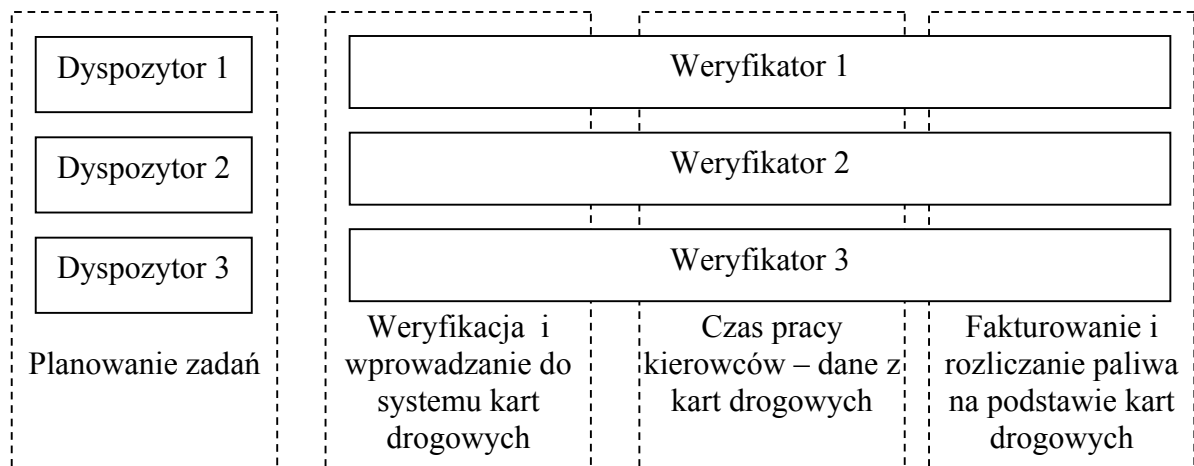 Dyspozytor 1
Dyspozytor 2
Dyspozytor 3
Planowanie zadań
Weryfikator 1
Weryfikator 2
Weryfikator 3
Weryfikacja i
wprowadzanie do
systemu kart
drogowych
Czas pracy
kierowców – dane z
kart drogowych
Fakturowanie i
rozliczanie paliwa
na podstawie kart
drogowych